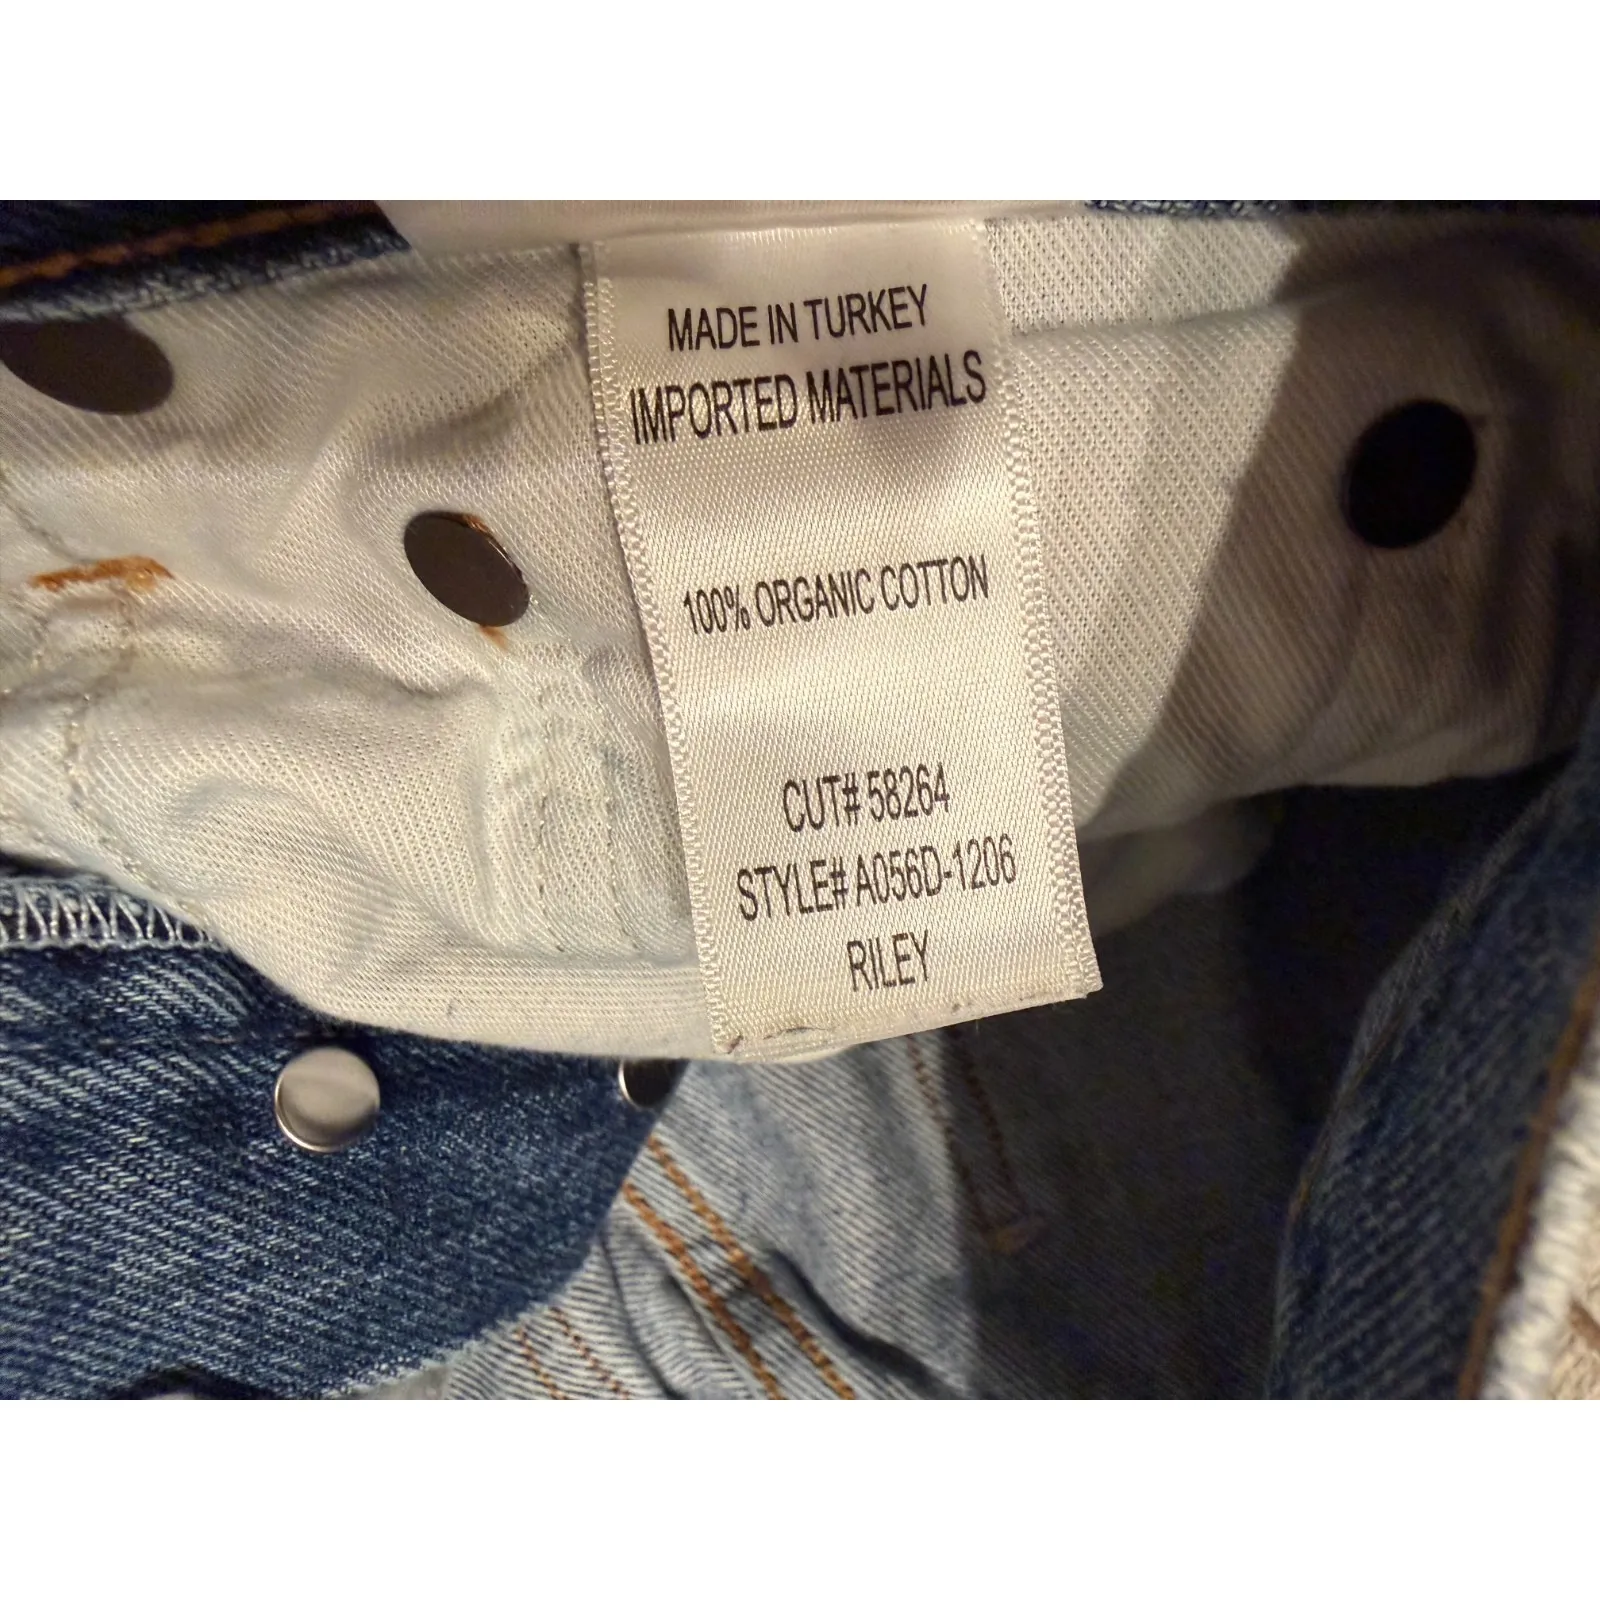 MADE IN TURKEY
IMPORTED MATERIALS
100% ORGANIC COTTON
CUT# 58264
STYLE# A056D-1206
RILEY